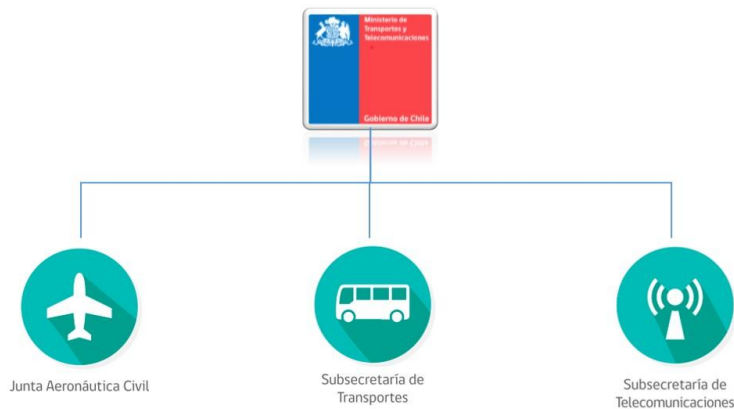 Ministerio de
Transportes y
Telecomunicaciones
Gobierno de Chile
Junta Aeronáutica Civil
Subsecretaría de
Transportes
Subsecretaría de
Telecomunicaciones